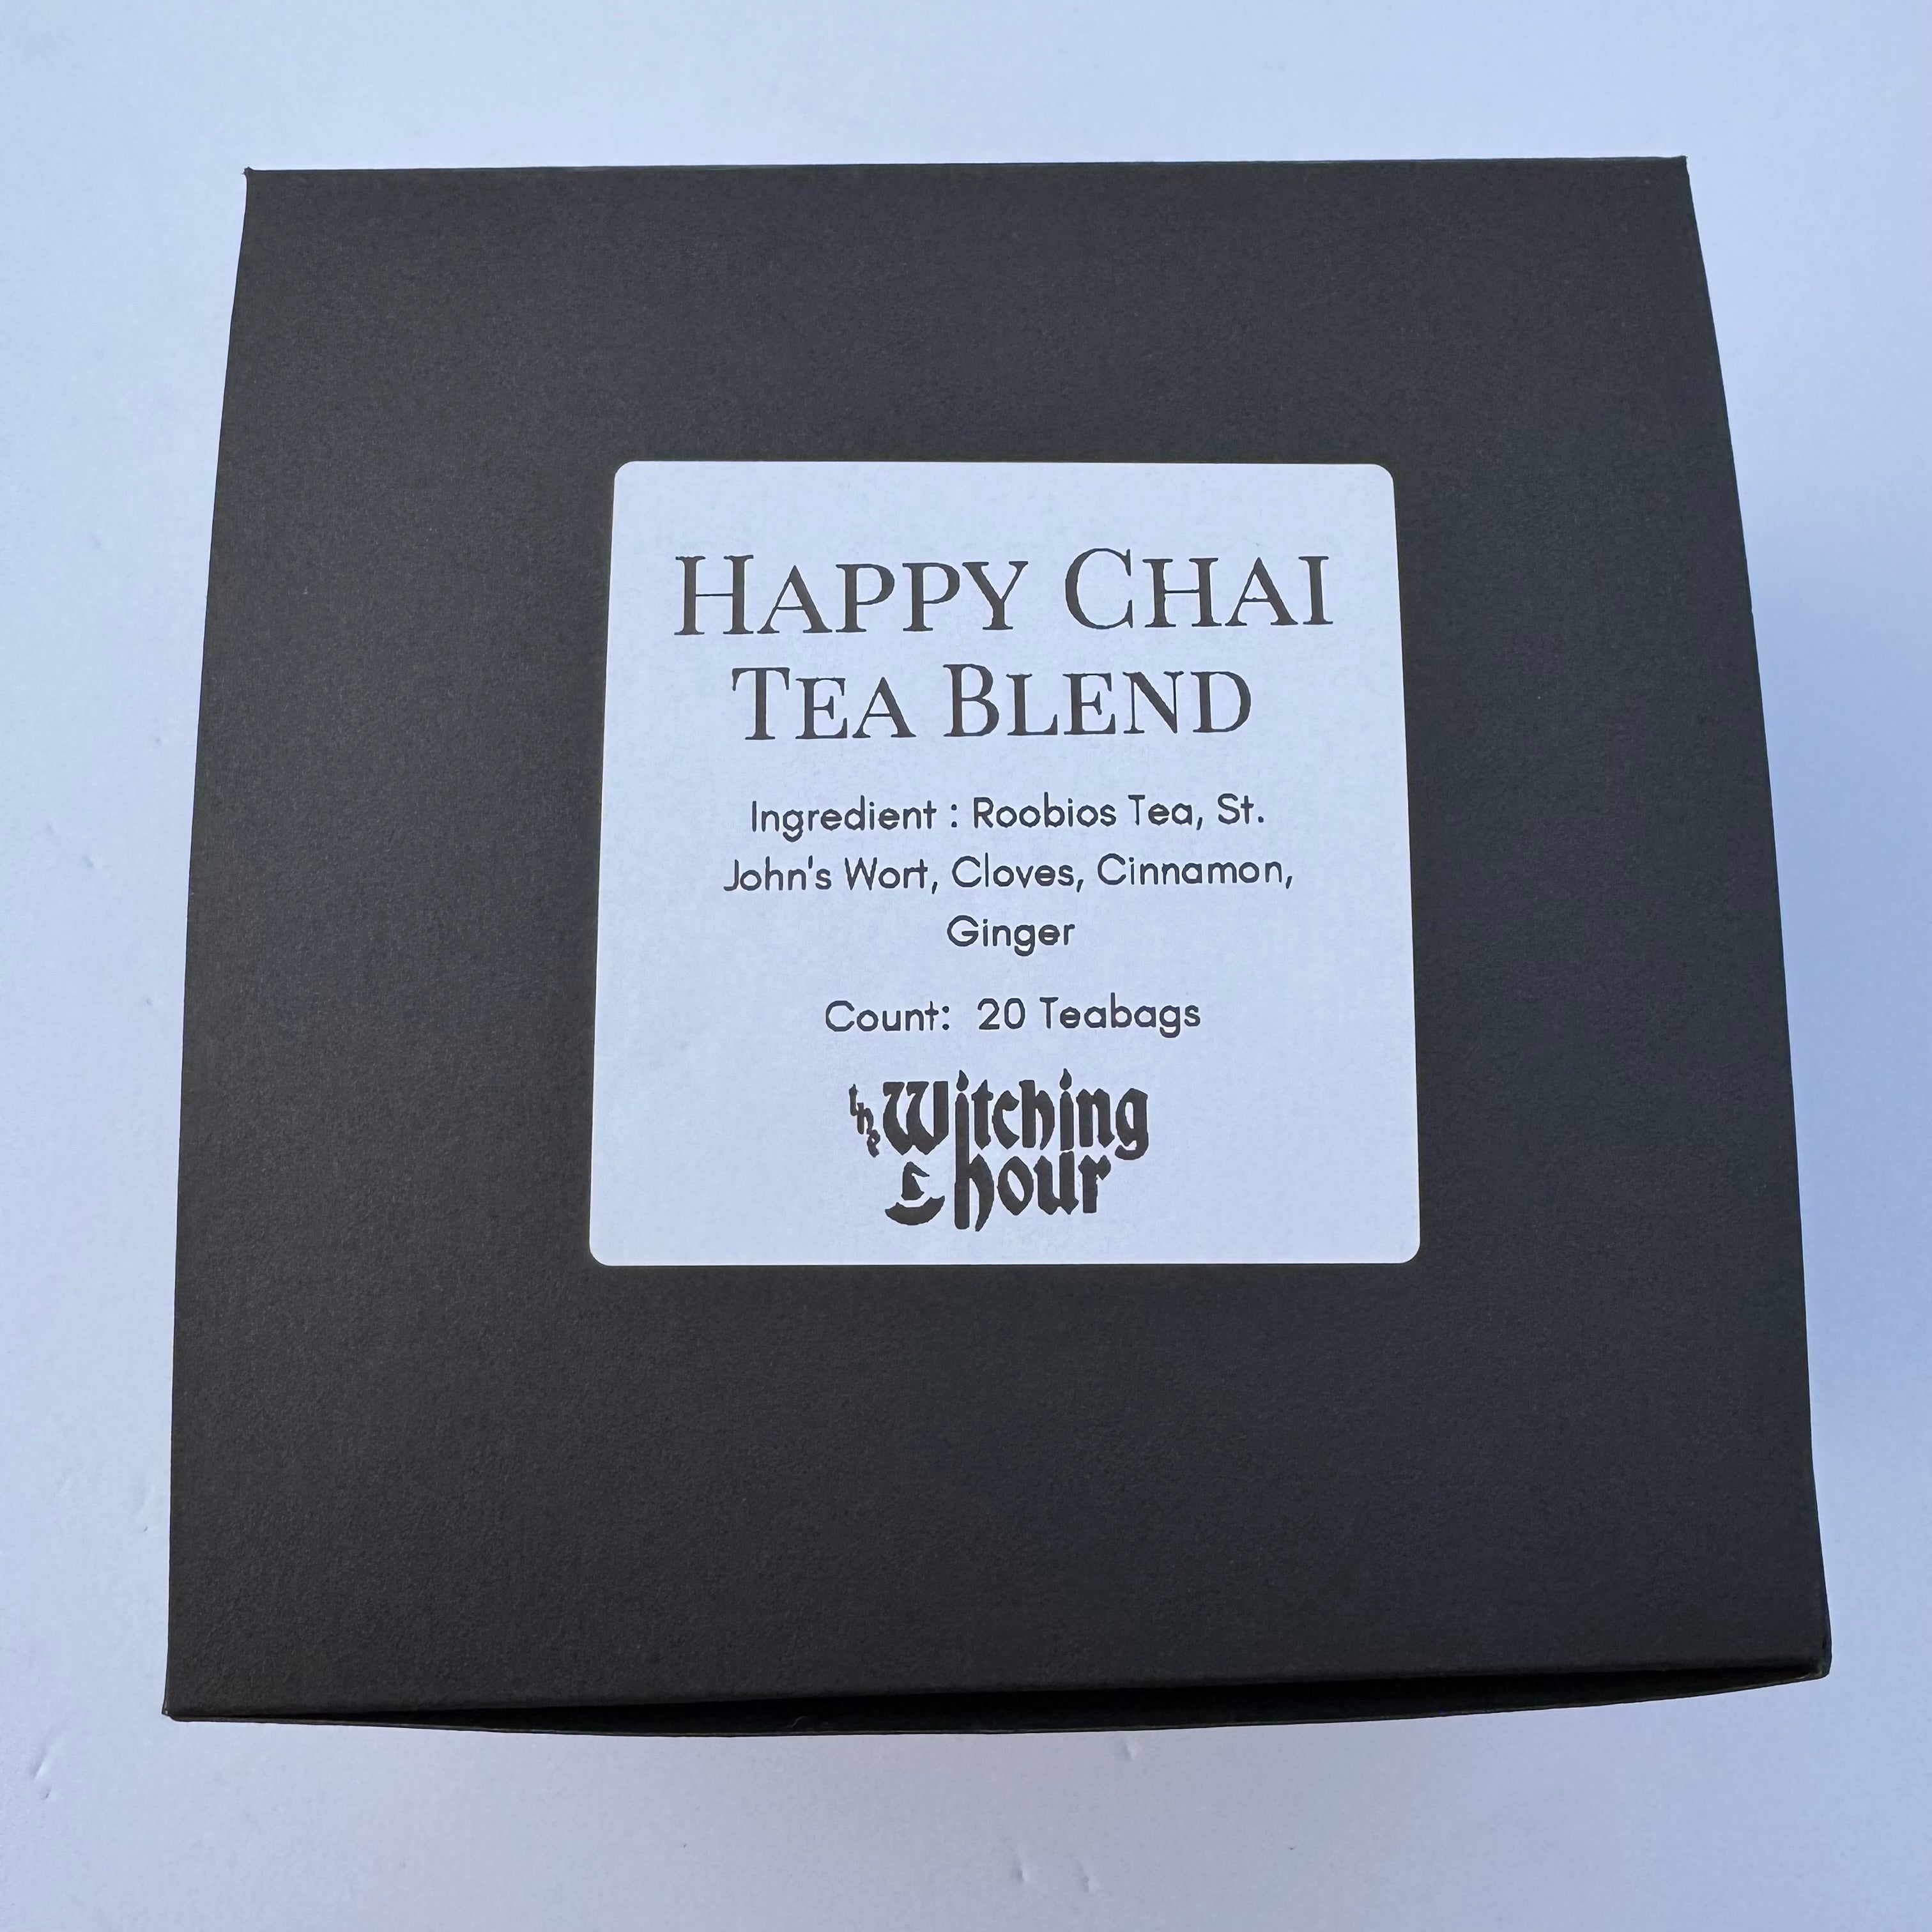 HAPPY CHAI
TEA BLEND
Ingredient : Roobios Tea, St.
John's Wort, Cloves, Cinnamon,
Ginger
Count: 20 Teabags
the Witching
hour